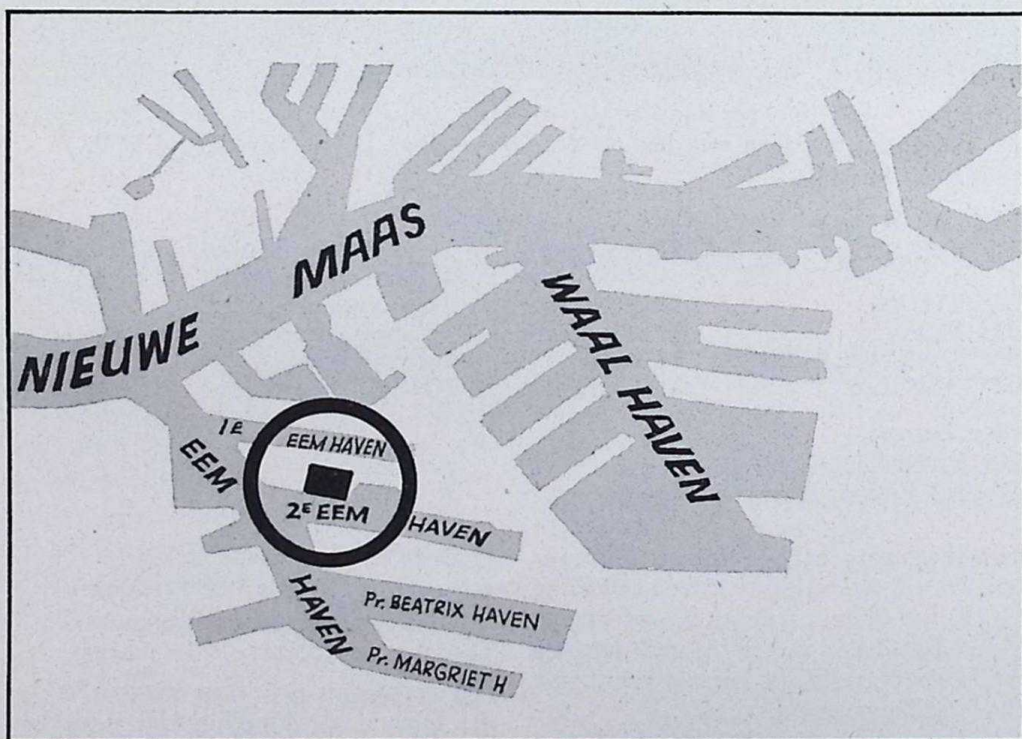 NIEUWE MAAS
WAAL HAVEN
1E EEM HAVEN
EEM HAVEN
2E EEM HAVEN
Pr. BEATRIX HAVEN
Pr. MARGRIET H